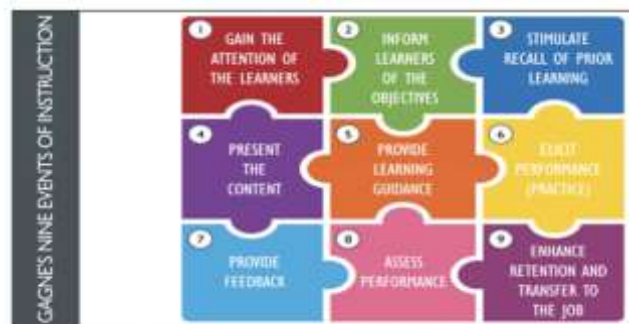 GAGNE'S NINE EVENTS OF INSTRUCTION
1
GAIN THE
ATTENTION OF
THE LEARNERS
2
INFORM
LEARNERS
OF THE
OBJECTIVES
3
STIMULATE
RECALL OF PRIOR
LEARNING
4
PRESENT
THE
CONTENT
5
PROVIDE
LEARNING
GUIDANCE
6
ELICIT
PERFORMANCE
(PRACTICE)
7
PROVIDE
FEEDBACK
8
ASSESS
PERFORMANCE
9
ENHANCE
RETENTION AND
TRANSFER TO
THE JOB